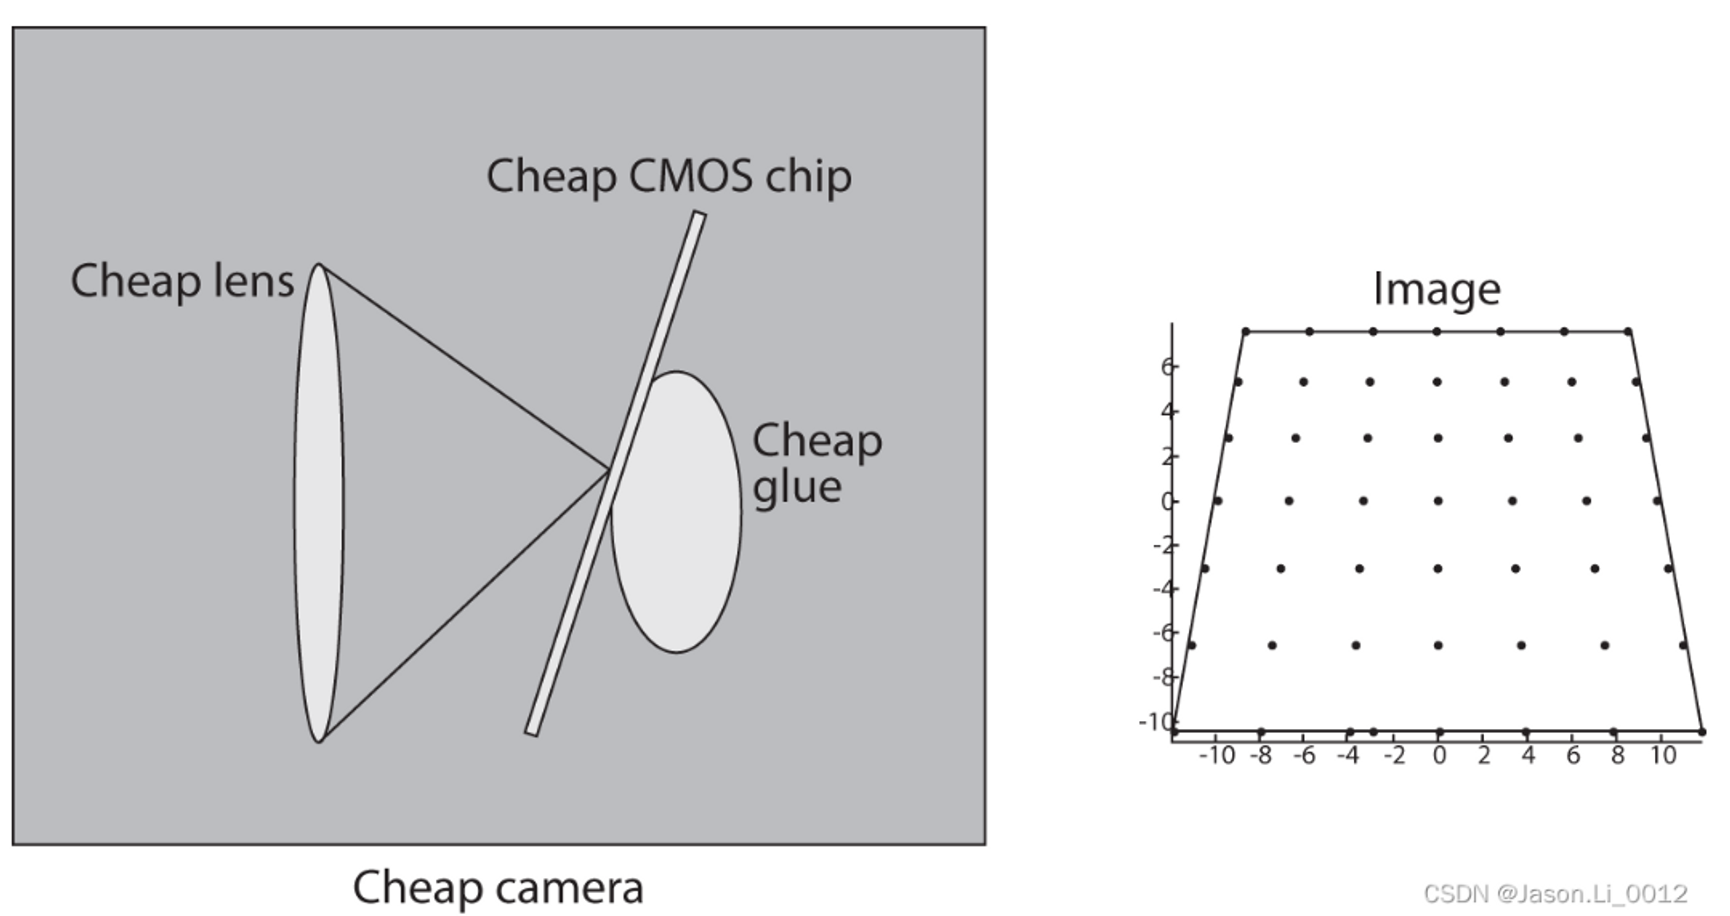 Cheap CMOS chip
Cheap lens
Cheap
glue
Cheap camera
Image
6
4
2
0
-2
-4
-6
-8
-10
-10 -8 -6 -4 -2 0 2 4 6 8 10
CSDN @Jason.Li_0012